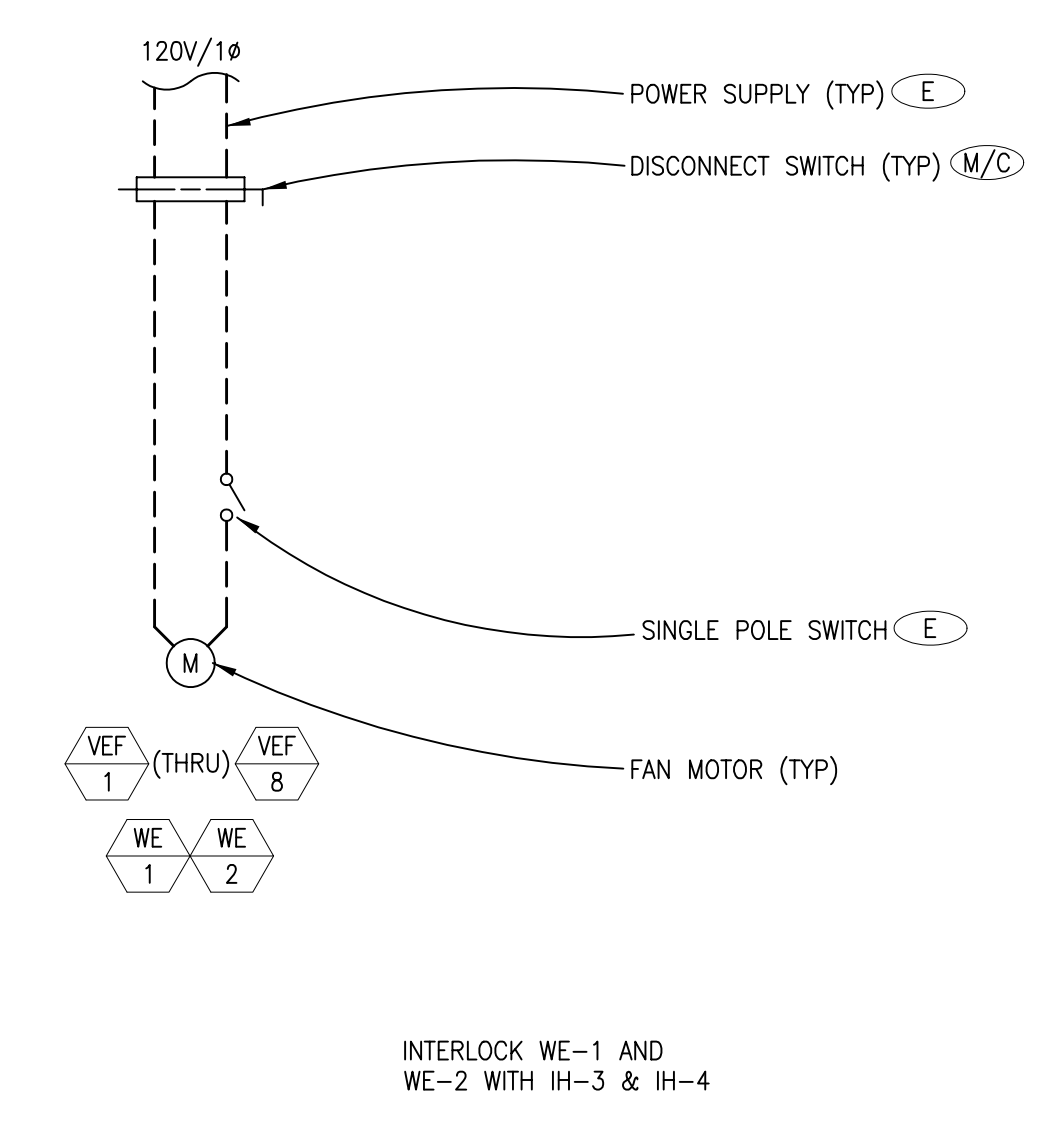 120V/1ø
POWER SUPPLY (TYP) E
DISCONNECT SWITCH (TYP) M/C
SINGLE POLE SWITCH E
M
FAN MOTOR (TYP)
VEF
1
(THRU)
VEF
8
WE
1
WE
2
INTERLOCK WE-1 AND
WE-2 WITH IH-3 & IH-4